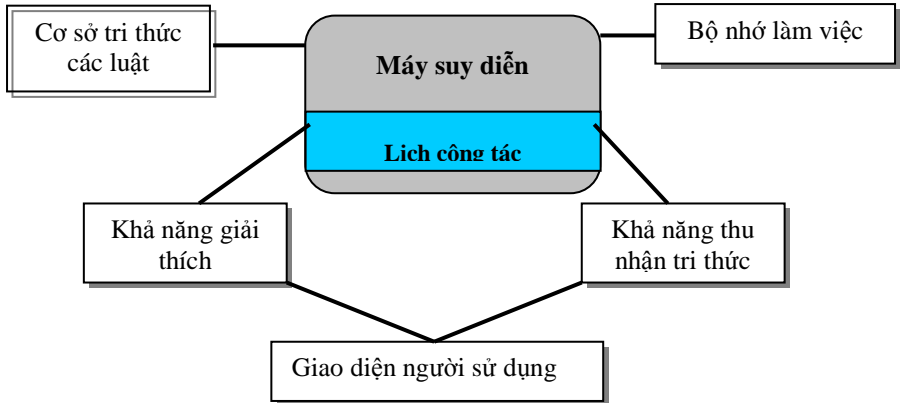 Cơ sở tri thức
các luật
Máy suy diễn
Bộ nhớ làm việc
Lịch công tác
Khả năng giải
thích
Khả năng thu
nhận tri thức
Giao diện người sử dụng